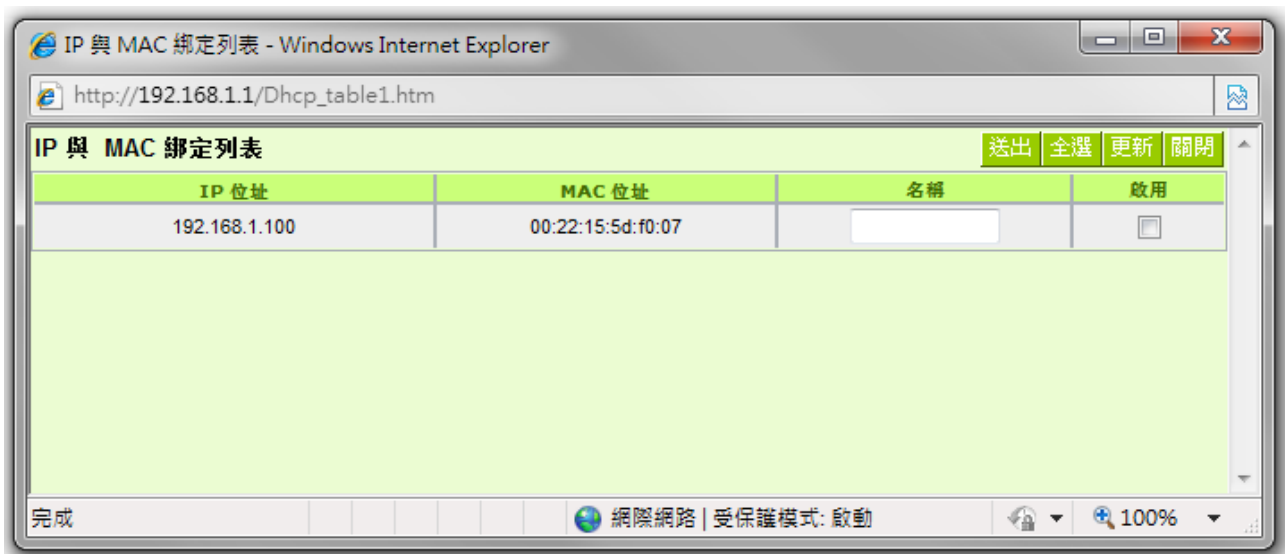 IP 與 MAC 綁定列表 - Windows Internet Explorer
http://192.168.1.1/Dhcp_table1.htm
IP 與 MAC 綁定列表 送出 全選 更新 關閉
IP 位址 MAC 位址 名稱 啟用
192.168.1.100 00:22:15:5d:f0:07
完成 網際網路 | 受保護模式: 啟動 100%